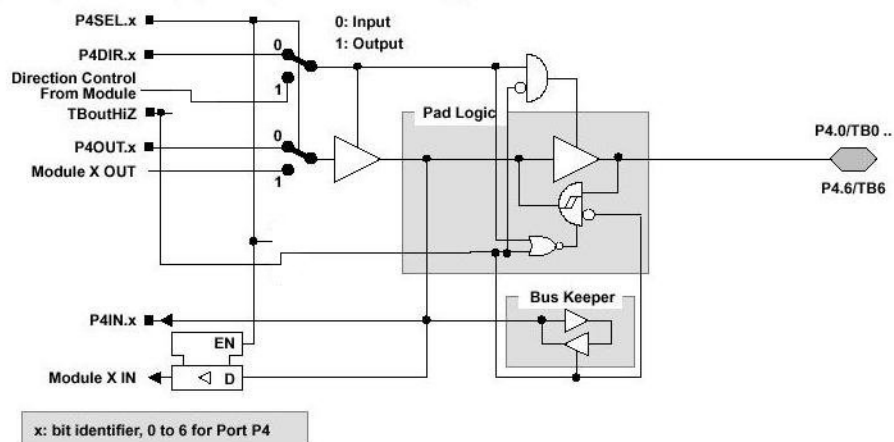 P4SEL.x
0: Input
1: Output
P4DIR.x
0
Direction Control
From Module
1
TBoutHiZ
Pad Logic
P4OUT.x
0
Module X OUT
1
P4.0/TB0 ..
P4.6/TB6
Bus Keeper
P4IN.x
EN
Module X IN
D
x: bit identifier, 0 to 6 for Port P4